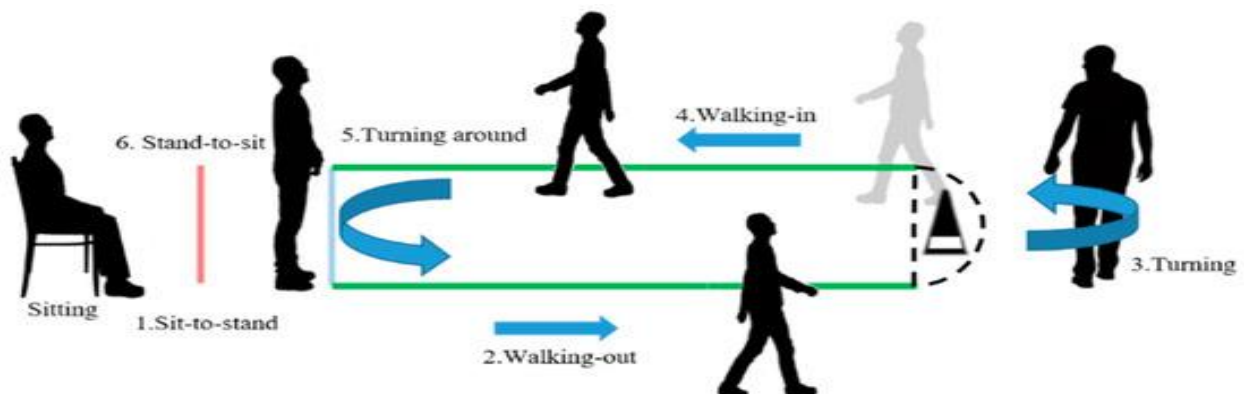 4.Walking-in
6. Stand-to-sit
5.Turning around
3.Turning
Sitting
1.Sit-to-stand
2.Walking-out